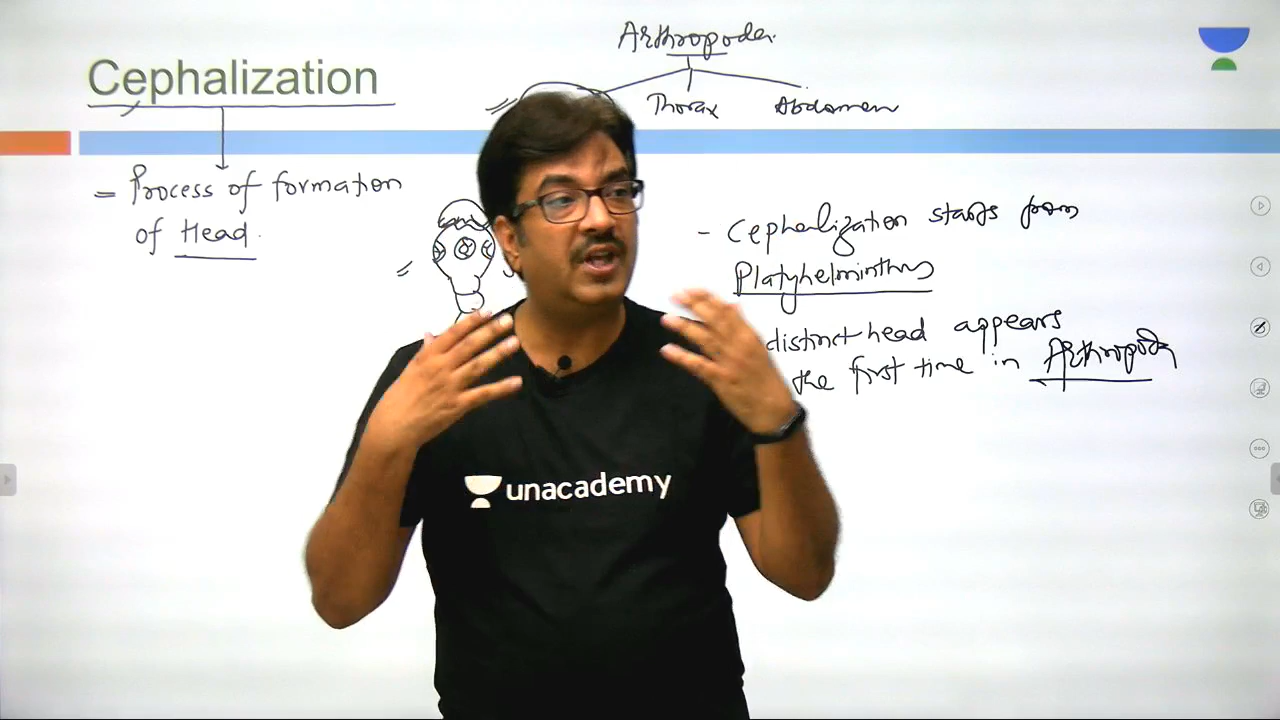 Cephalization
Arthropoda
Thorax Abdomen
= Process of formation
of Head.
- Cephalization starts from
Platyhelminthes
distinct head appears
the first time in Arthropoda
unacademy